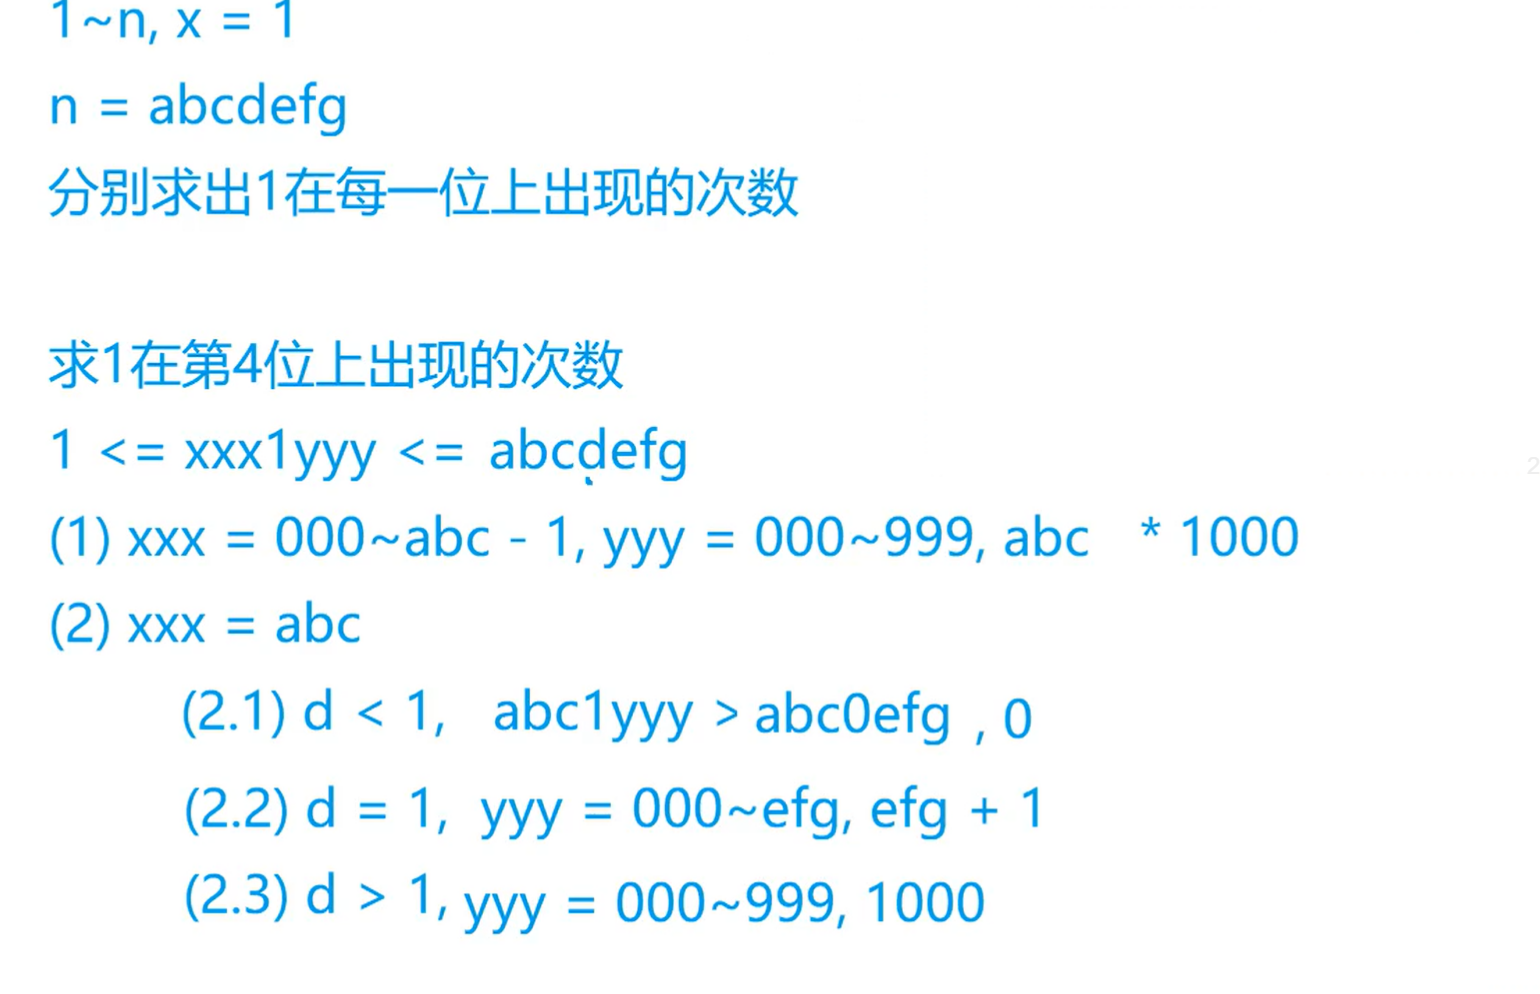 1~n, x = 1
n = abcdefg
分别求出1在每一位上出现的次数
求1在第4位上出现的次数
1 <= xxx1yyy <= abcdefg
(1) xxx = 000~abc - 1, yyy = 000~999, abc * 1000
(2) xxx = abc
(2.1) d < 1, abc1yyy > abc0efg , 0
(2.2) d = 1, yyy = 000~efg, efg + 1
(2.3) d > 1, yyy = 000~999, 1000
2